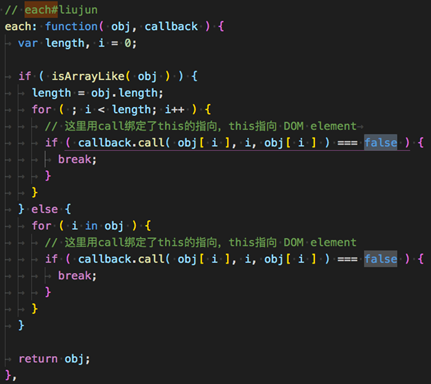 // each#liujun
each: function( obj, callback ) {
var length, i = 0;
if ( isArrayLike( obj ) ) {
length = obj.length;
for ( ; i < length; i++ ) {
// 这里用call绑定了this的指向，this指向 DOM element
if ( callback.call( obj[ i ], i, obj[ i ] ) === false ) {
break;
}
}
} else {
for ( i in obj ) {
// 这里用call绑定了this的指向，this指向 DOM element
if ( callback.call( obj[ i ], i, obj[ i ] ) === false ) {
break;
}
}
}
return obj;
},